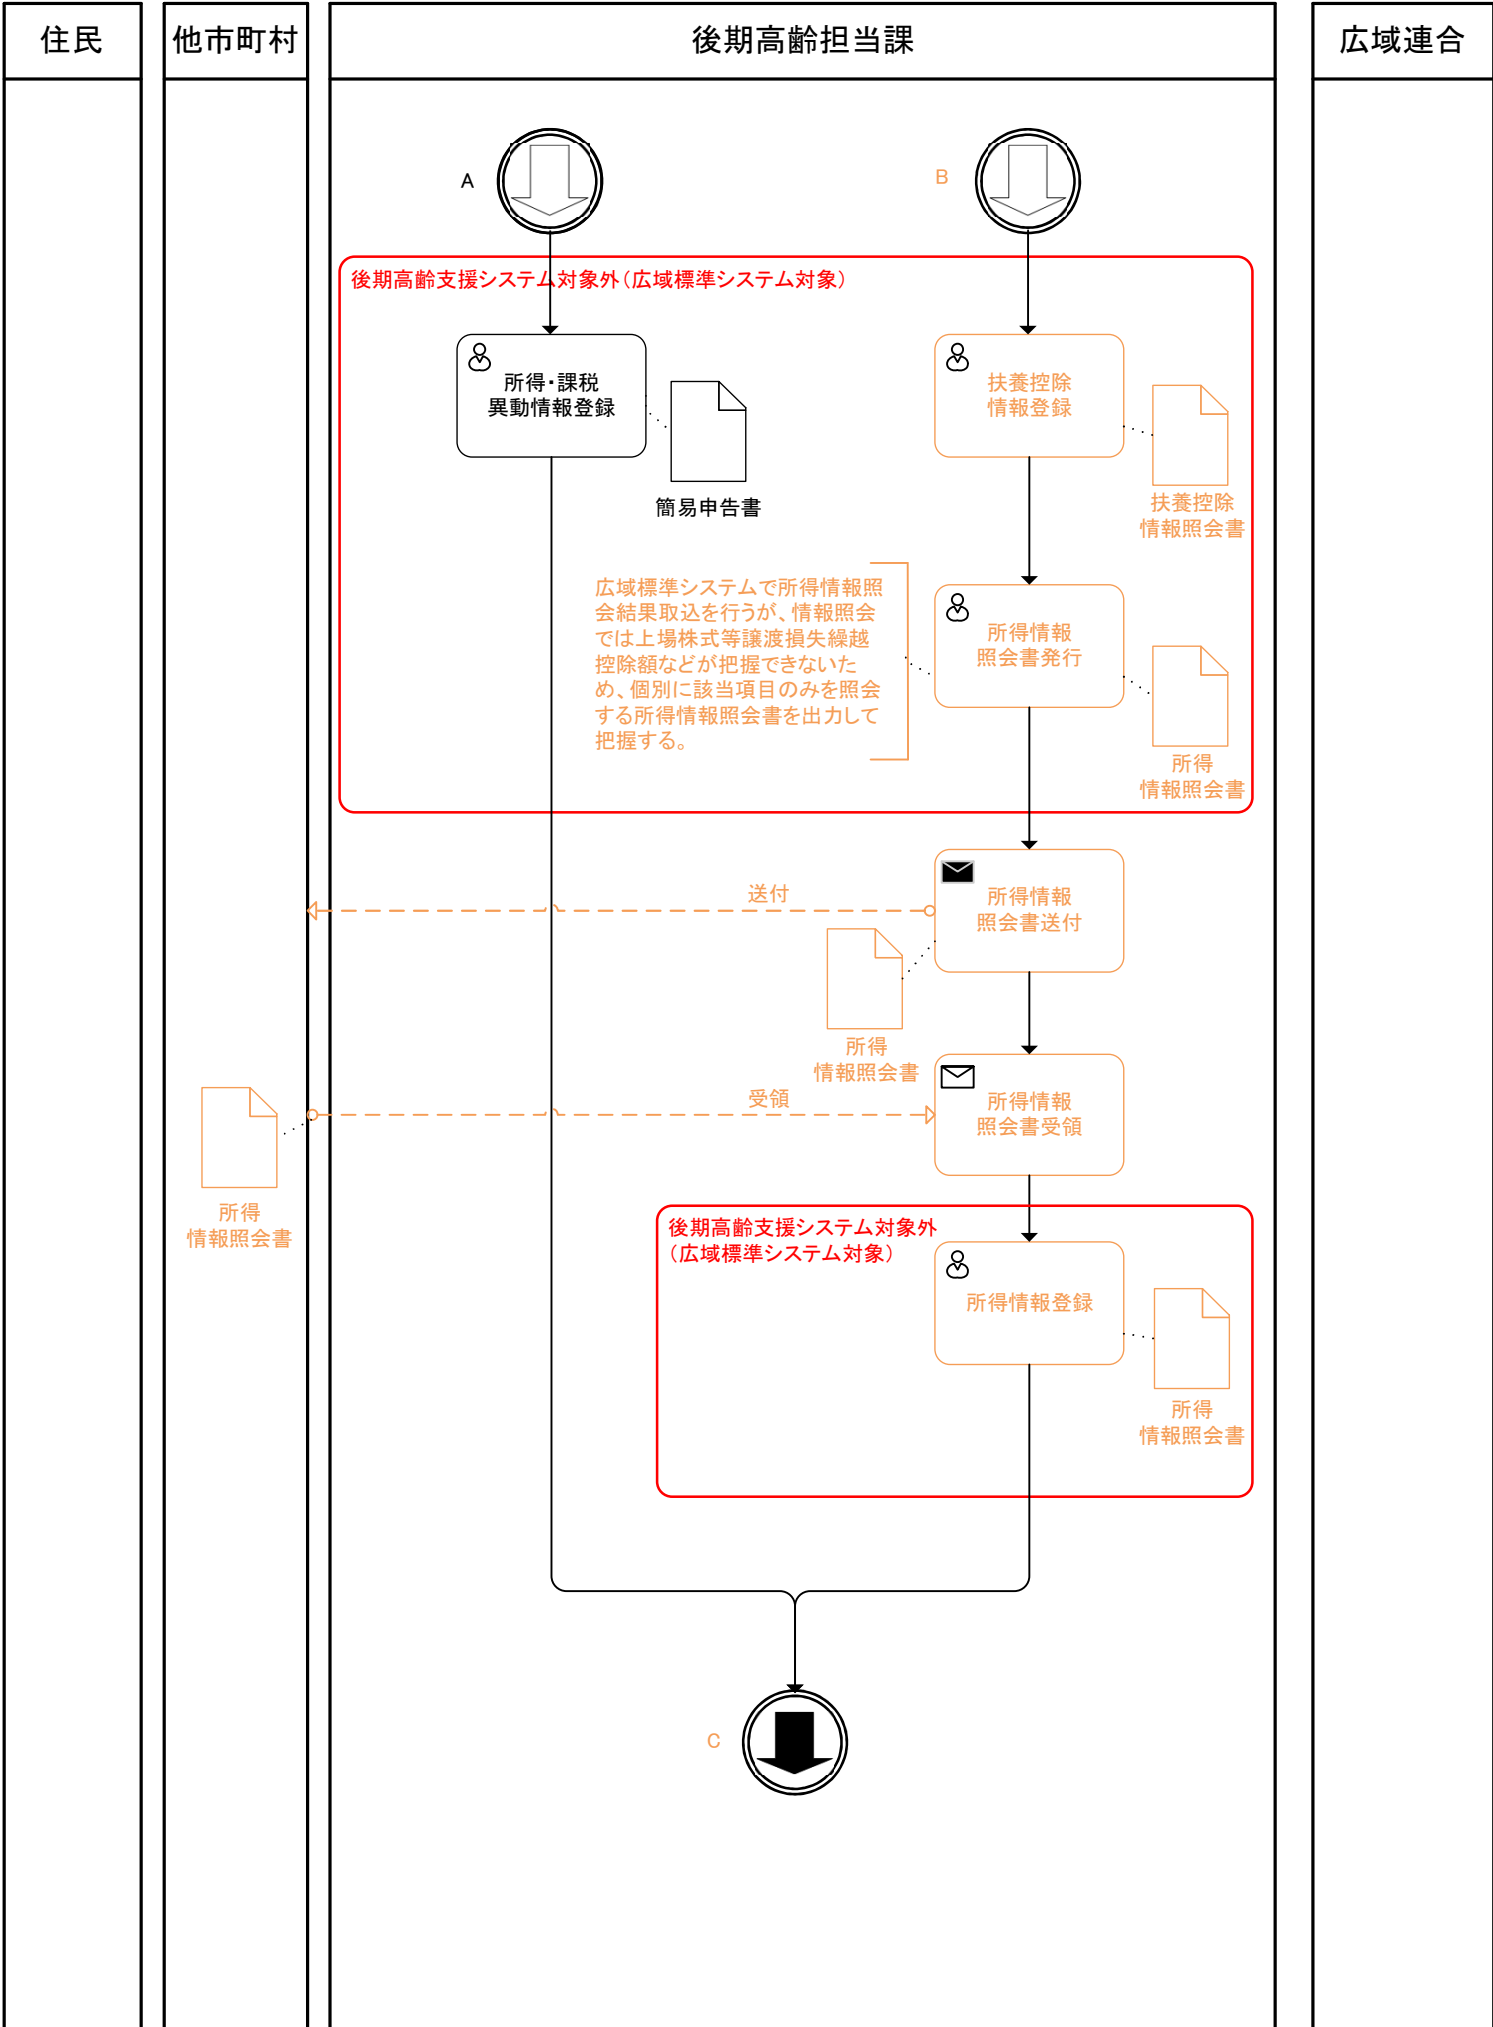 住民
他市町村
後期高齢担当課
広域連合
A
B
後期高齢支援システム対象外（広域標準システム対象）
所得・課税
異動情報登録
簡易申告書
扶養控除
情報登録
扶養控除
情報照会書
広域標準システムで所得情報照
会結果取込を行うが、情報照会
では上場株式等譲渡損失繰越
控除額などが把握できないた
め、個別に該当項目のみを照会
する所得情報照会書を出力して
把握する。
所得情報
照会書発行
所得
情報照会書
送付
所得情報
照会書送付
所得
情報照会書
受領
所得情報
照会書受領
所得
情報照会書
後期高齢支援システム対象外
（広域標準システム対象）
所得情報登録
所得
情報照会書
C